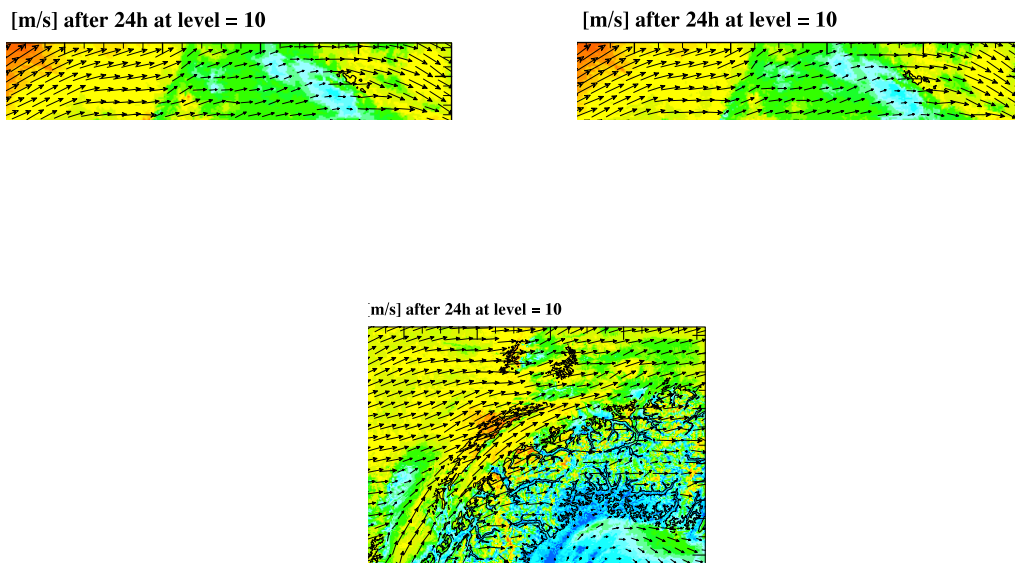 [m/s] after 24h at level = 10
[m/s] after 24h at level = 10
[m/s] after 24h at level = 10